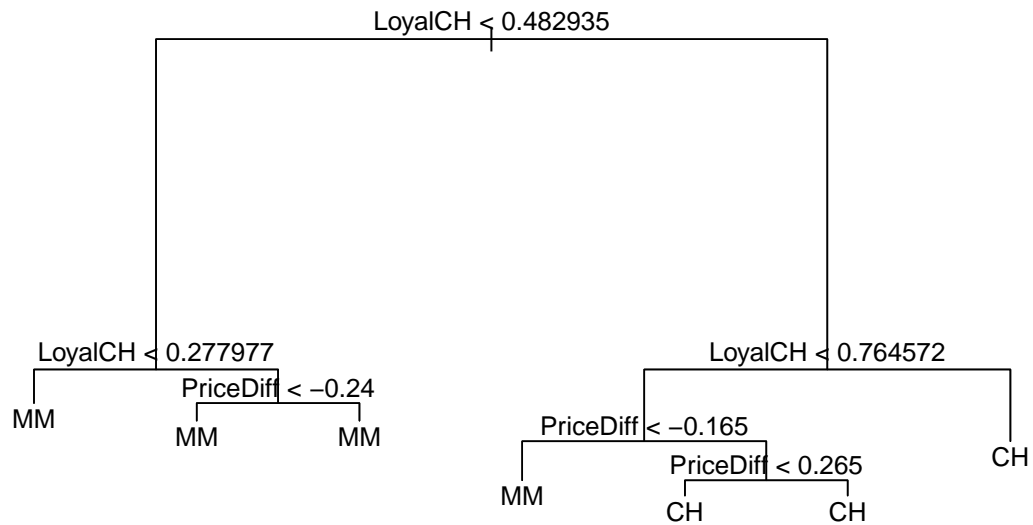 LoyalCH < 0.482935
LoyalCH < 0.277977
LoyalCH < 0.764572
PriceDiff < −0.24
MM
PriceDiff < −0.165
MM
MM
CH
PriceDiff < 0.265
MM
CH
CH